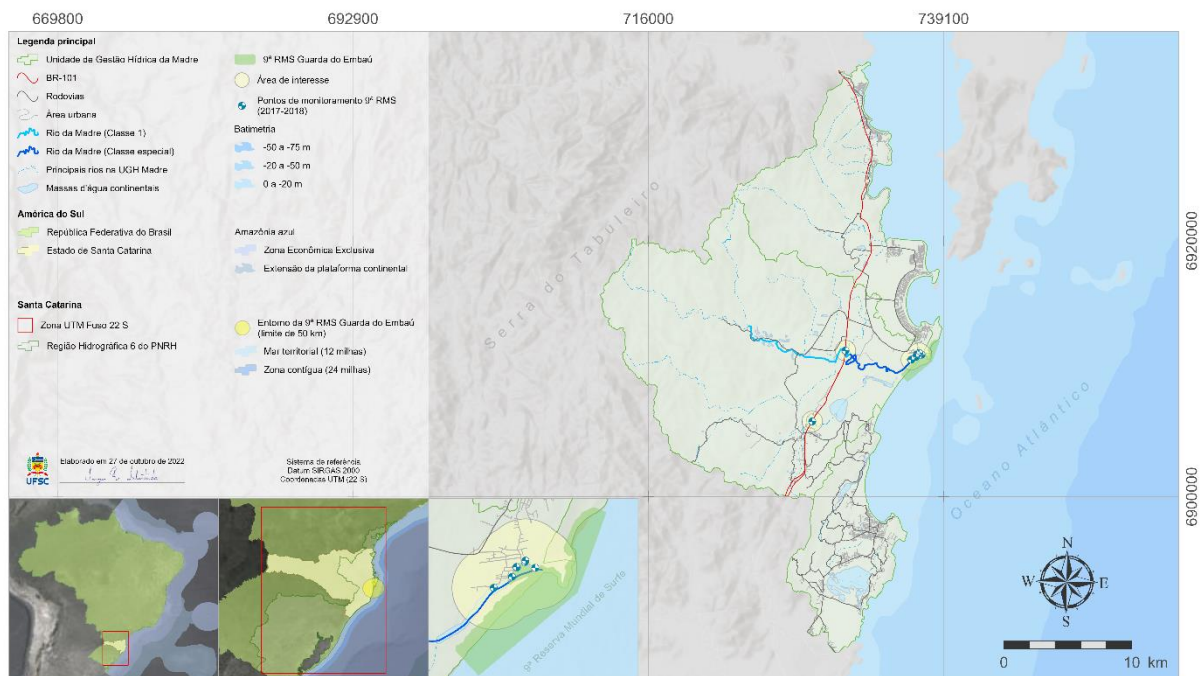 669800
692900
716000
739100
Legenda principal
Unidade de Gestão Hídrica da Madre
BR-101
Rodovias
Área urbana
Rio da Madre (Classe 1)
Rio da Madre (Classe especial)
Principais rios na UGH Madre
Massas d'água continentais
América do Sul
República Federativa do Brasil
Estado de Santa Catarina
Santa Catarina
Zona UTM Fuso 22 S
Região Hidrográfica 6 do PNRH
9ª RMS Guarda do Embaú
Área de interesse
Pontos de monitoramento 9ª RMS
(2017-2018)
Batimetria
-50 a -75 m
-20 a -50 m
0 a -20 m
Amazônia azul
Zona Econômica Exclusiva
Extensão da plataforma continental
Entorno da 9ª RMS Guarda do Embaú
(limite de 50 km)
Mar territorial (12 milhas)
Zona contígua (24 milhas)
UFSC
Elaborado em 27 de outubro de 2022
Sistema de referência
Datum SIRGAS 2000
Coordenadas UTM (22 S)
Serra do Tabuleiro
Oceano Atlântico
6920000
6900000
9ª Reserva Mundial de Surfe
N
W
E
S
0
10 km